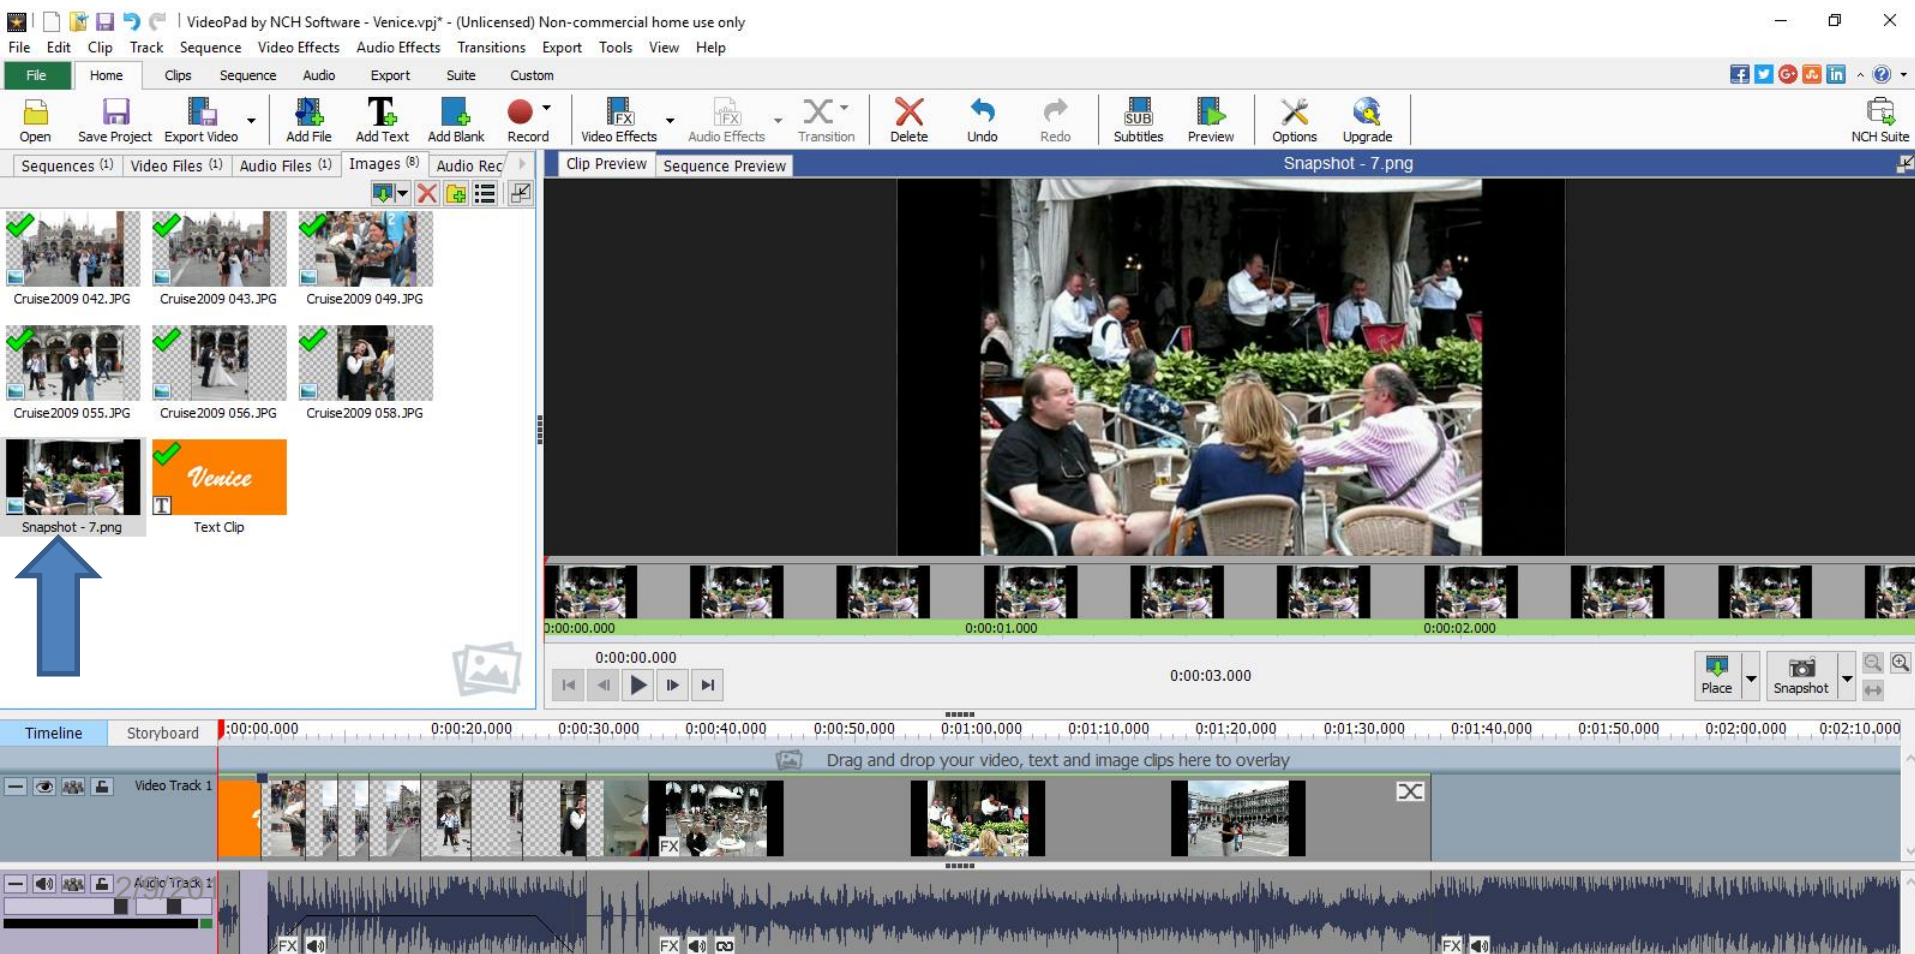 VideoPad by NCH Software - Venice.vpj* - (Unlicensed) Non-commercial home use only
File Edit Clip Track Sequence Video Effects Audio Effects Transitions Export Tools View Help
File Home Clips Sequence Audio Export Suite Custom
Open Save Project Export Video Add File Add Text Add Blank Record Video Effects Audio Effects Transition Delete Undo Redo Subtitles Preview Options Upgrade NCH Suite
Sequences (1) Video Files (1) Audio Files (1) Images (8) Audio Rec
Clip Preview Sequence Preview Snapshot - 7.png
Cruise2009 042.JPG Cruise2009 043.JPG Cruise2009 049.JPG
Cruise2009 055.JPG Cruise2009 056.JPG Cruise2009 058.JPG
Venice
T
Snapshot - 7.png Text Clip
0:00:00.000 0:00:01.000 0:00:02.000
0:00:00.000
0:00:03.000
Place Snapshot
Timeline Storyboard :00:00.000 0:00:20.000 0:00:30.000 0:00:40.000 0:00:50.000 0:01:00.000 0:01:10.000 0:01:20.000 0:01:30.000 0:01:40.000 0:01:50.000 0:02:00.000 0:02:10.000
Drag and drop your video, text and image clips here to overlay
Video Track 1
FX
Audio Track 1
2/9/201
FX FX FX